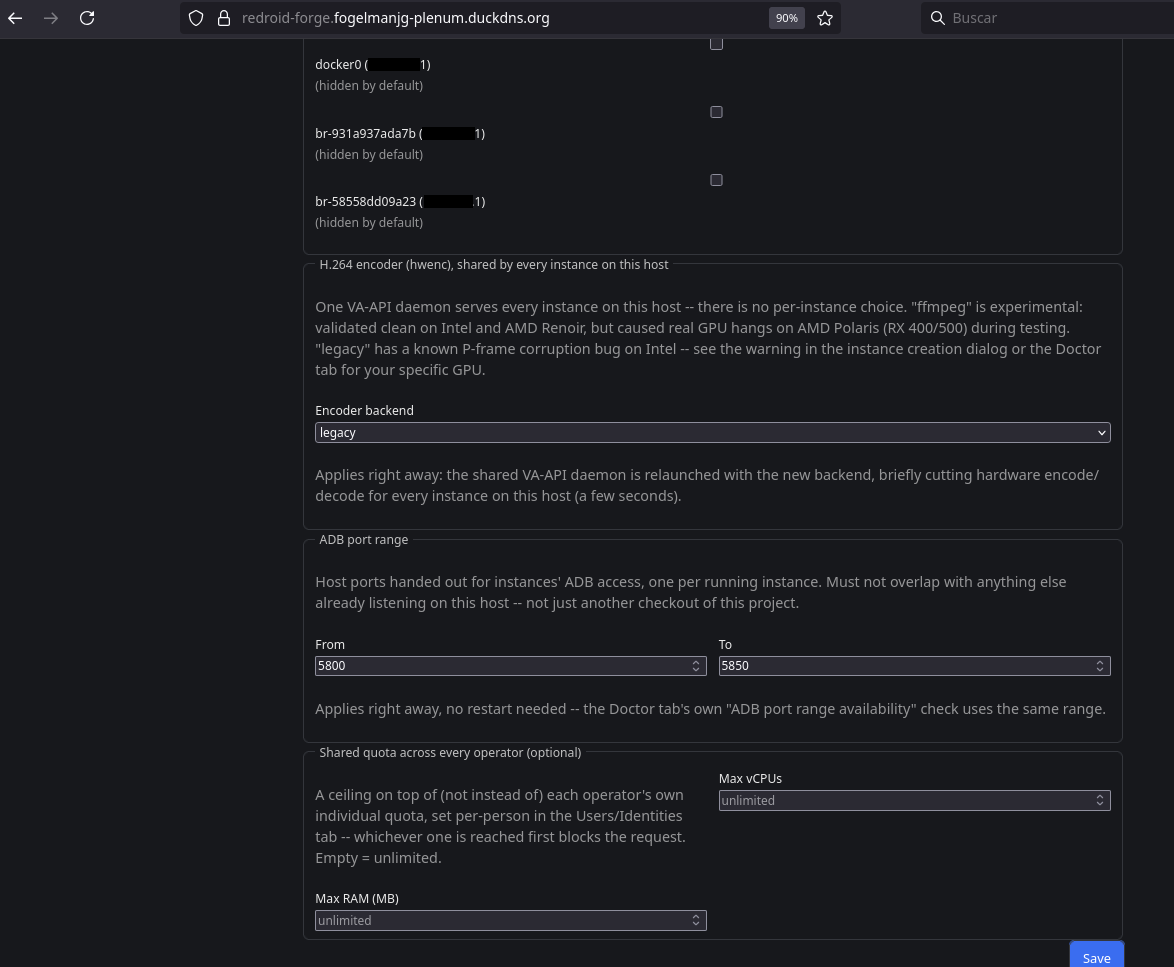 redroid-forge.fogelmanjg-plenum.duckdns.org
90%
Buscar
docker0 ( 1)
(hidden by default)
br-931a937ada7b ( 1)
(hidden by default)
br-58558dd09a23 ( .1)
(hidden by default)
H.264 encoder (hwenc), shared by every instance on this host
One VA-API daemon serves every instance on this host -- there is no per-instance choice. "ffmpeg" is experimental:
validated clean on Intel and AMD Renoir, but caused real GPU hangs on AMD Polaris (RX 400/500) during testing.
"legacy" has a known P-frame corruption bug on Intel -- see the warning in the instance creation dialog or the Doctor
tab for your specific GPU.
Encoder backend
legacy
Applies right away: the shared VA-API daemon is relaunched with the new backend, briefly cutting hardware encode/
decode for every instance on this host (a few seconds).
ADB port range
Host ports handed out for instances' ADB access, one per running instance. Must not overlap with anything else
already listening on this host -- not just another checkout of this project.
From
To
5800
5850
Applies right away, no restart needed -- the Doctor tab's own "ADB port range availability" check uses the same range.
Shared quota across every operator (optional)
A ceiling on top of (not instead of) each operator's own
individual quota, set per-person in the Users/Identities
tab -- whichever one is reached first blocks the request.
Empty = unlimited.
Max vCPUs
unlimited
Max RAM (MB)
unlimited
Save